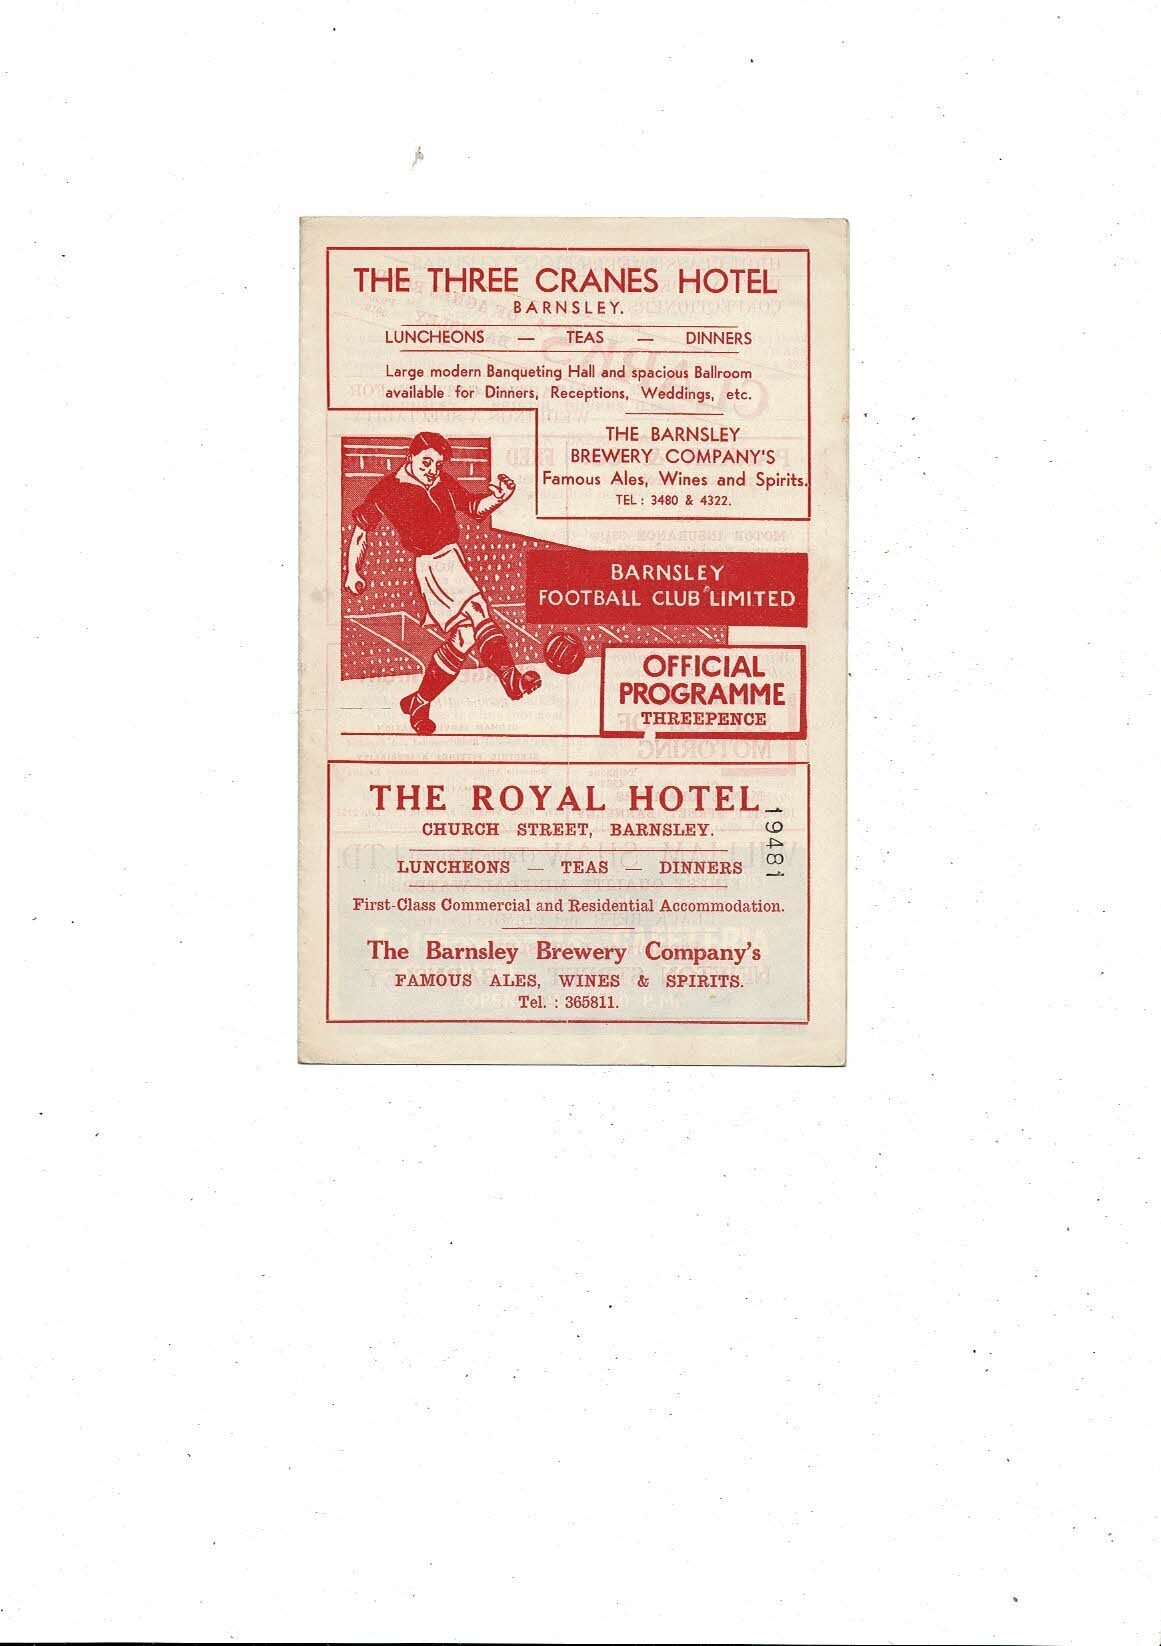 THE THREE CRANES HOTEL
BARNSLEY.
LUNCHEONS — TEAS — DINNERS
Large modern Banqueting Hall and spacious Ballroom
available for Dinners, Receptions, Weddings, etc.
THE BARNSLEY
BREWERY COMPANY'S
Famous Ales, Wines and Spirits.
TEL : 3480 & 4322.
BARNSLEY
FOOTBALL CLUB LIMITED
OFFICIAL
PROGRAMME
THREEPENCE
THE ROYAL HOTEL
CHURCH STREET, BARNSLEY.
LUNCHEONS — TEAS — DINNERS
First-Class Commercial and Residential Accommodation.
The Barnsley Brewery Company's
FAMOUS ALES, WINES & SPIRITS.
Tel. : 365811.
19481